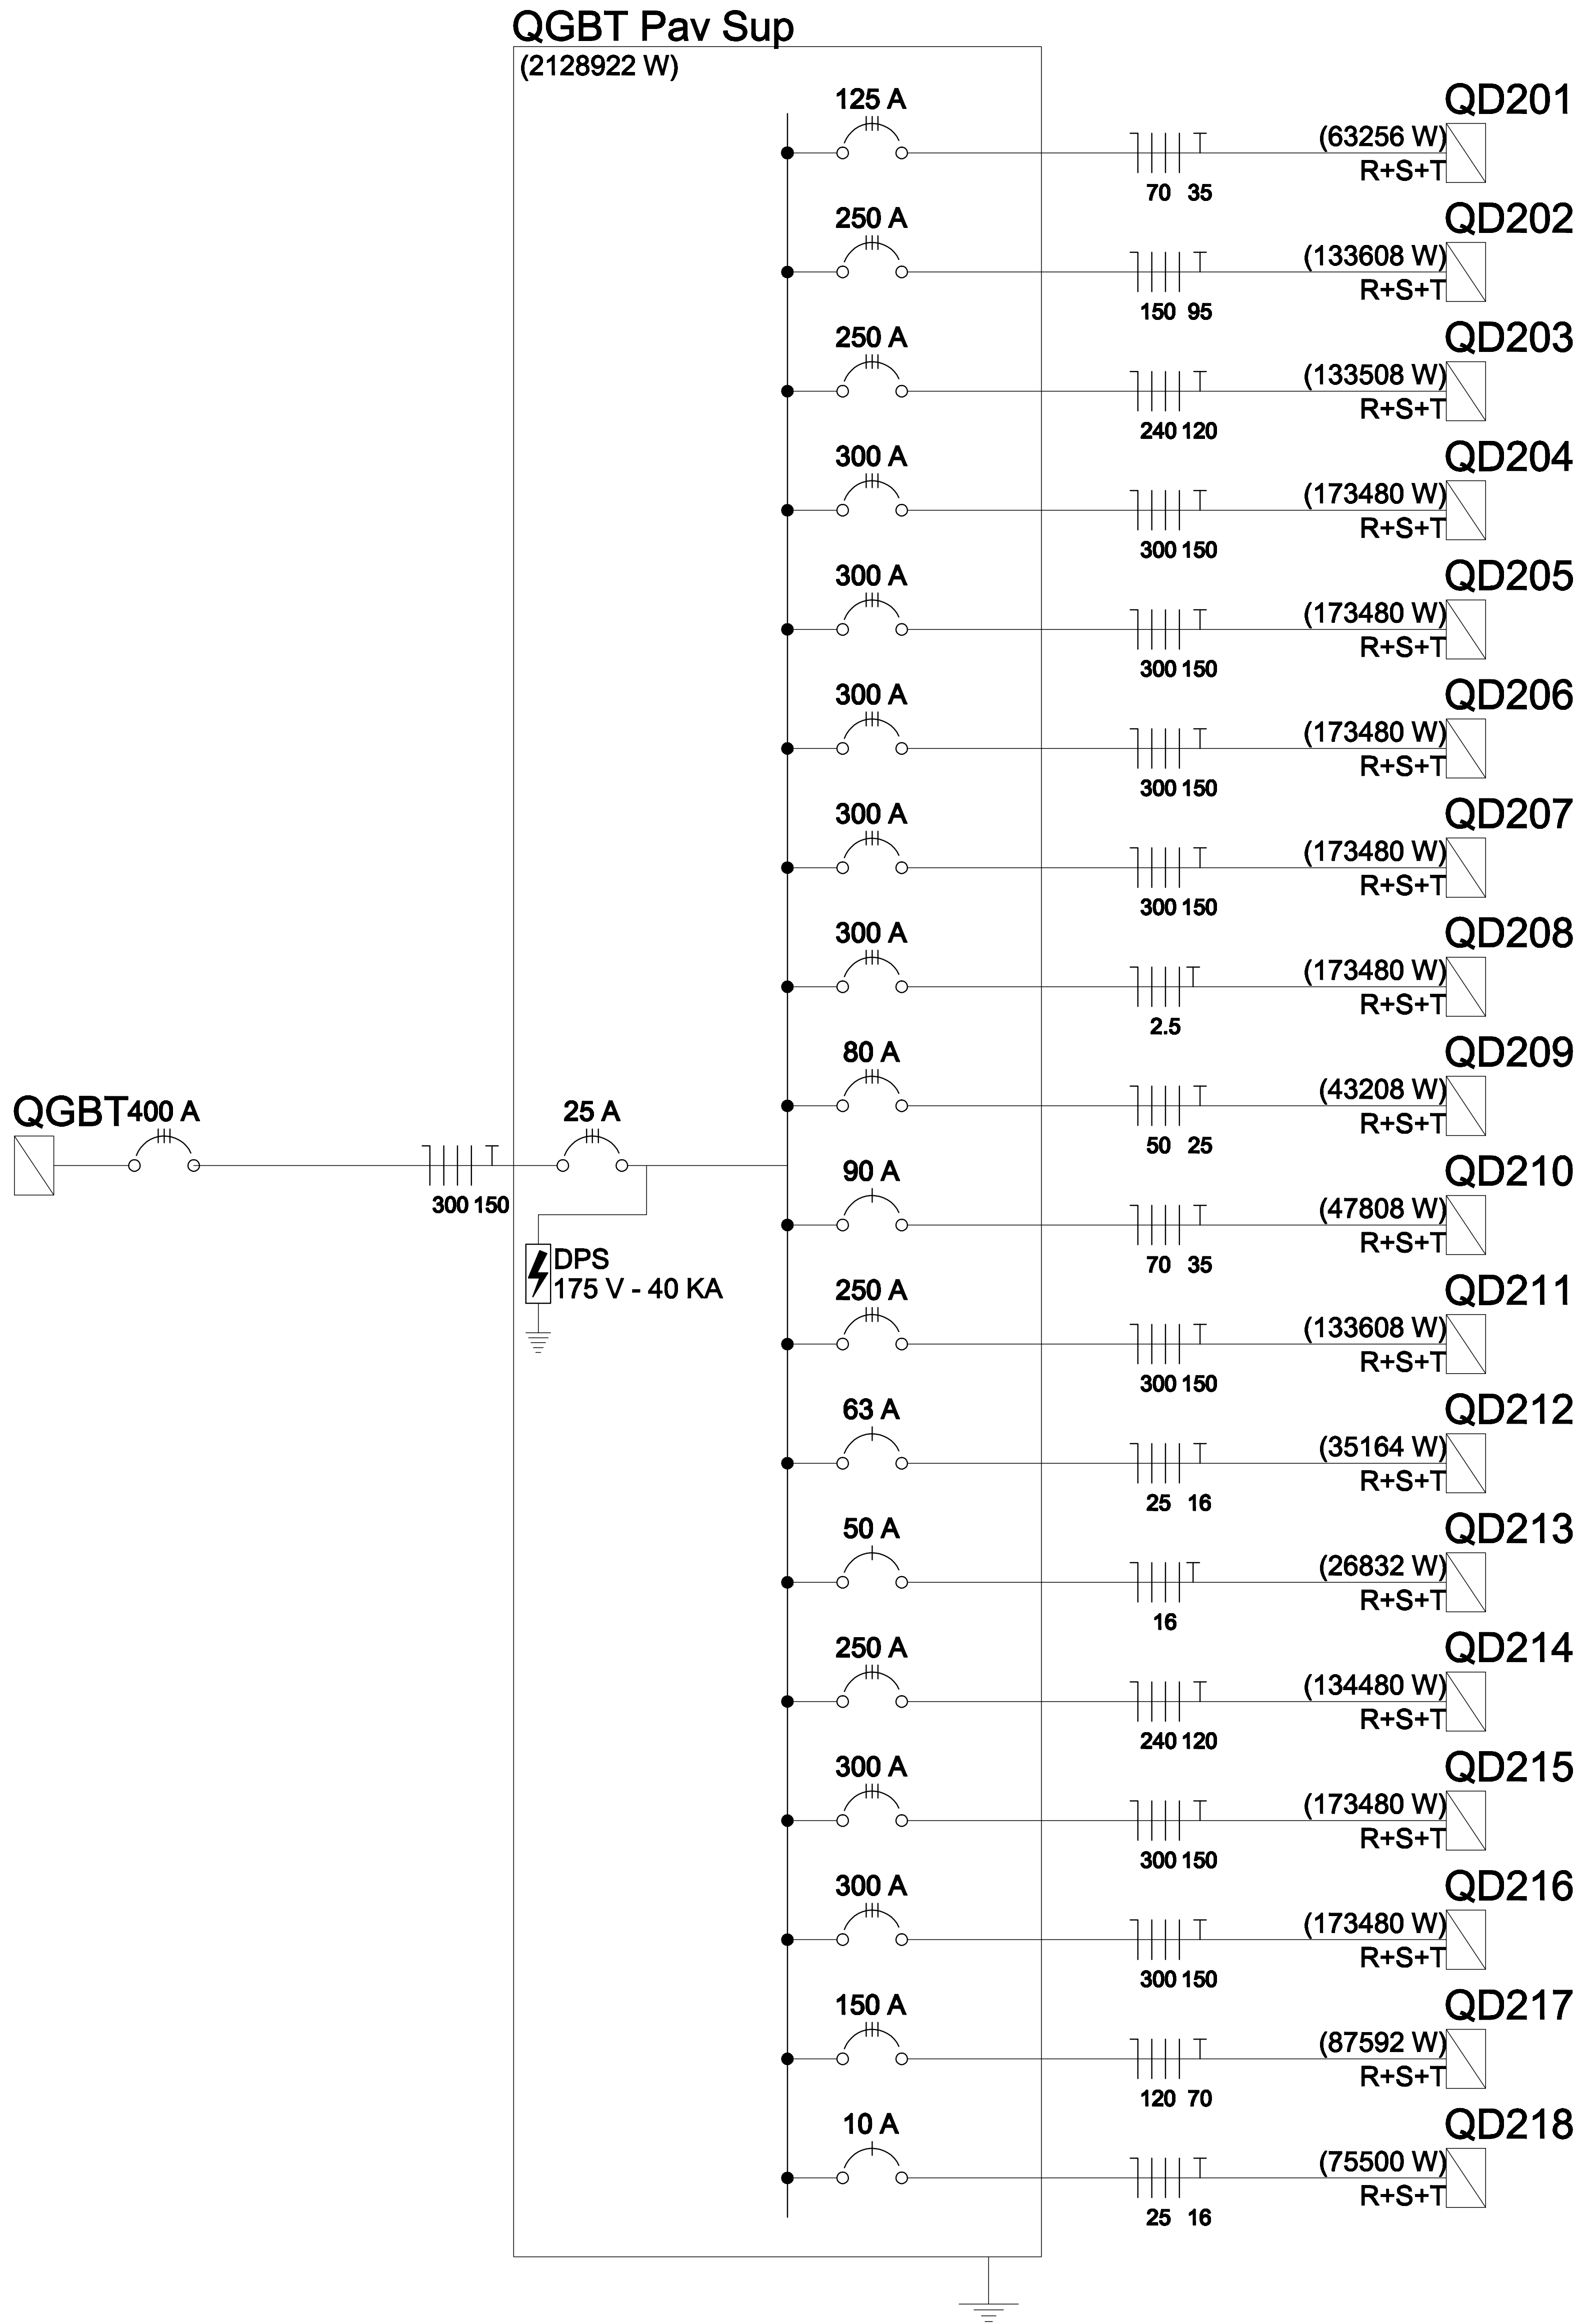 QGBT Pav Sup
(2128922 W)
125 A
QD201
(63256 W)
R+S+T
70 35
250 A
QD202
(133608 W)
R+S+T
150 95
250 A
QD203
(133508 W)
R+S+T
240 120
300 A
QD204
(173480 W)
R+S+T
300 150
300 A
QD205
(173480 W)
R+S+T
300 150
300 A
QD206
(173480 W)
R+S+T
300 150
300 A
QD207
(173480 W)
R+S+T
300 150
300 A
QD208
(173480 W)
R+S+T
2.5
80 A
QD209
(43208 W)
R+S+T
50 25
QGBT 400 A
300 150
25 A
DPS
175 V - 40 KA
90 A
QD210
(47808 W)
R+S+T
70 35
250 A
QD211
(133608 W)
R+S+T
300 150
63 A
QD212
(35164 W)
R+S+T
25 16
50 A
QD213
(26832 W)
R+S+T
16
250 A
QD214
(134480 W)
R+S+T
240 120
300 A
QD215
(173480 W)
R+S+T
300 150
300 A
QD216
(173480 W)
R+S+T
300 150
150 A
QD217
(87592 W)
R+S+T
120 70
10 A
QD218
(75500 W)
R+S+T
25 16